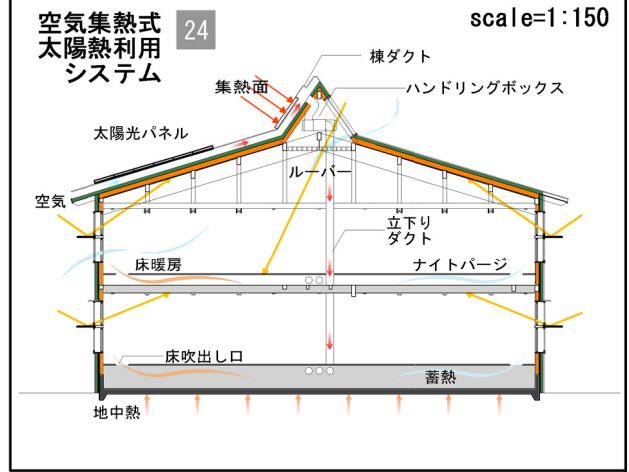 空気集熱式
太陽熱利用
システム
24
scale=1:150
棟ダクト
集熱面
ハンドリングボックス
太陽光パネル
ルーバー
空気
立下り
ダクト
床暖房
ナイトパージ
床吹出し口
蓄熱
地中熱